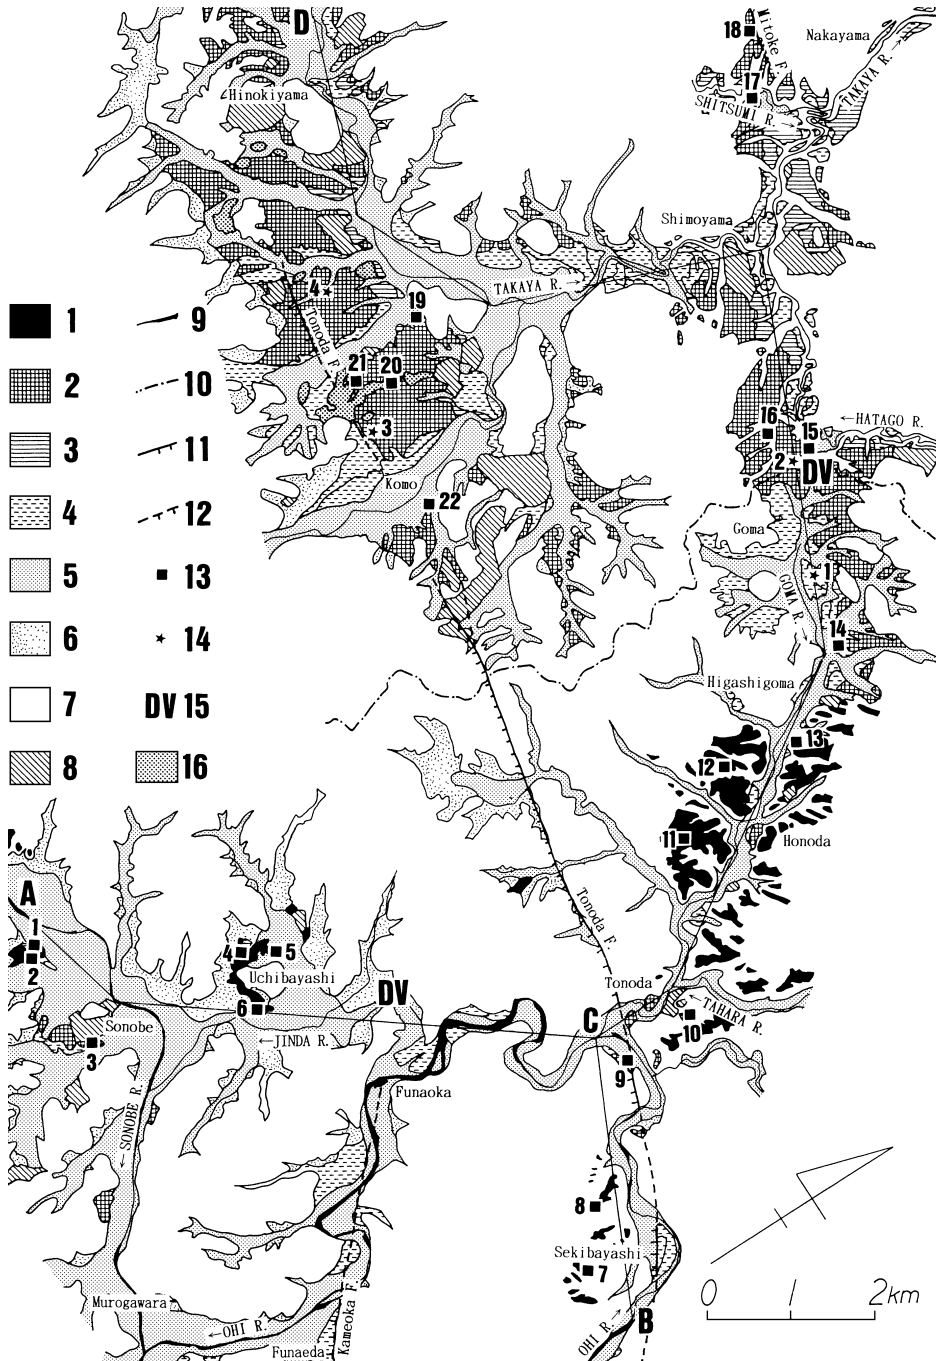 D
18
Mitoke F.
Nakayama
17
TAKAYA R. →
SHITSUMI R. →
Hinokiyama
Shimoyama
4
TAKAYA R. →
19
Tonoda F.
21
20
3
16
15
←HATAGO R.
2
DV
Komo
22
Goma
1
GOMA R. →
14
Higashigoma
13
12
11
Honoda
1
9
2
10
3
11
4
12
5
13
6
14
7
DV 15
8
16
A
1
2
4
5
Uchibayashi
6
DV
Tonoda F.
Tonoda
C
←TAHARA R.
10
Sonobe
3
←JINDA R.
9
Funaoka
←SONOBE R.
8
Sekibayashi
7
Murogawara
←OHI R.
Kameoka F.
Funaeda
OHI R. →
B
0 1 2km